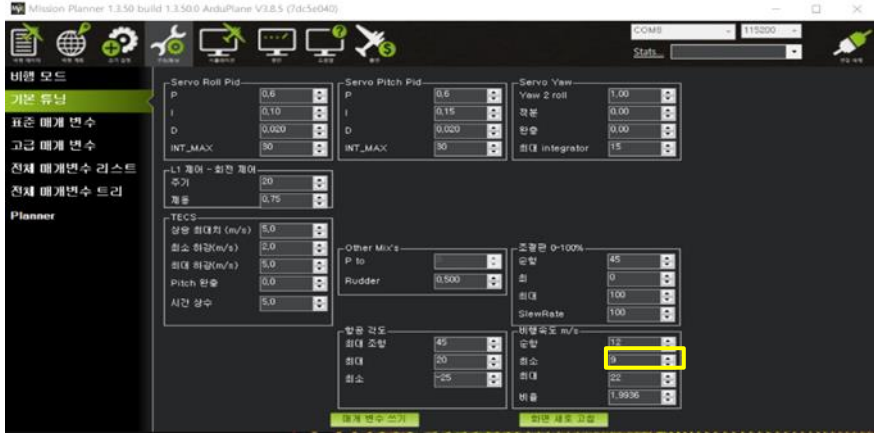 Mission Planner 1.3.50 build 1.3.50.0 ArduPlane V3.8.5 (7dc5e040)
COM8 115200
Stats...
비행 모드
기본 튜닝
표준 매개 변수
고급 매개 변수
전체 매개변수 리스트
전체 매개변수 트리
Planner
Servo Roll Pid
P 0,6
I 0,10
D 0,020
INT_MAX 30
Servo Pitch Pid
P 0,6
I 0,15
D 0,020
INT_MAX 30
Servo Yaw
Yaw 2 roll 1,00
적분 0,00
완충 0,00
최대 integrator 15
L1 제어 - 회전 제어
주기 20
제동 0,75
TECS
상승 최대치 (m/s) 5,0
최소 하강(m/s) 2,0
최대 하강(m/s) 5,0
Pitch 완충 0,0
시간 상수 5,0
Other Mix's
P to
Rudder 0,500
조절판 0-100%
순항 45
최 0
최대 100
SlewRate 100
항공 각도
최대 조향 45
최대 20
최소 -25
비행속도 m/s
순항 12
최소 9
최대 22
비율 1,9936
매개 변수 쓰기
화면 새로 고침